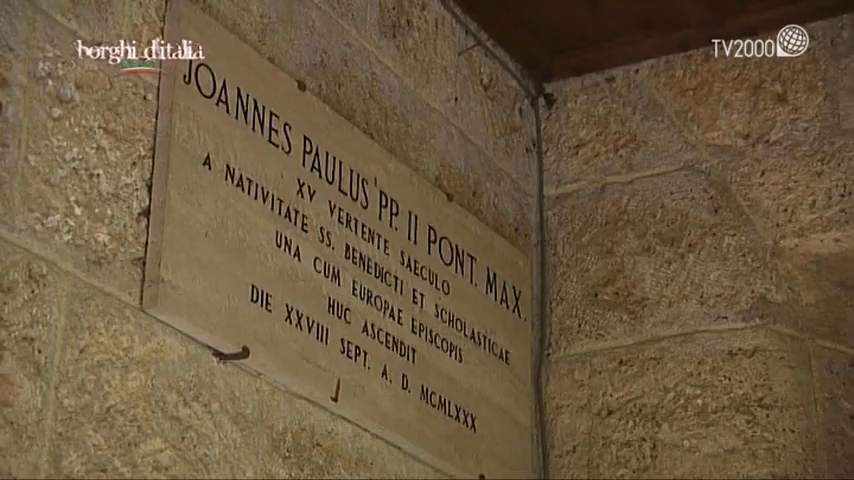 borghi d'italia
TV2000
JOANNES PAULUS PP. II PONT. MAX.
XV VERTENTE SAECULO
A NATIVITATE SS. BENEDICTI ET SCHOLASTICAE
UNA CUM EUROPAE EPISCOPIS
HUC ASCENDIT
DIE XXVIII SEPT. A. D. MCMLXXX